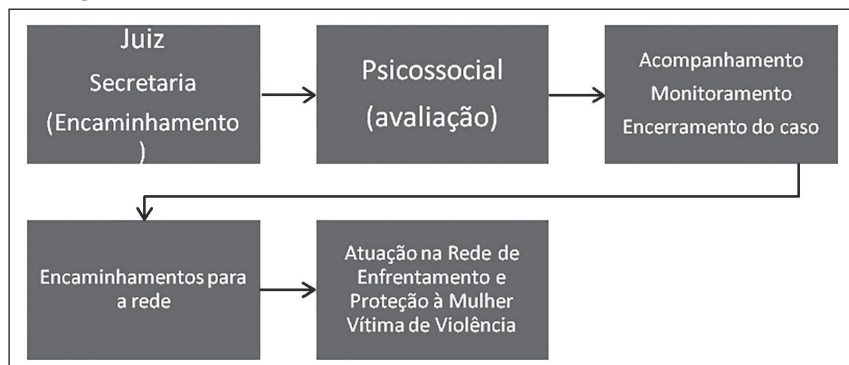 Juiz
Secretaria
(Encaminhamento
)
Psicossocial
(avaliação)
Acompanhamento
Monitoramento
Encerramento do caso
Encaminhamentos para
a rede
Atuação na Rede de
Enfrentamento e
Proteção à Mulher
Vítima de Violência